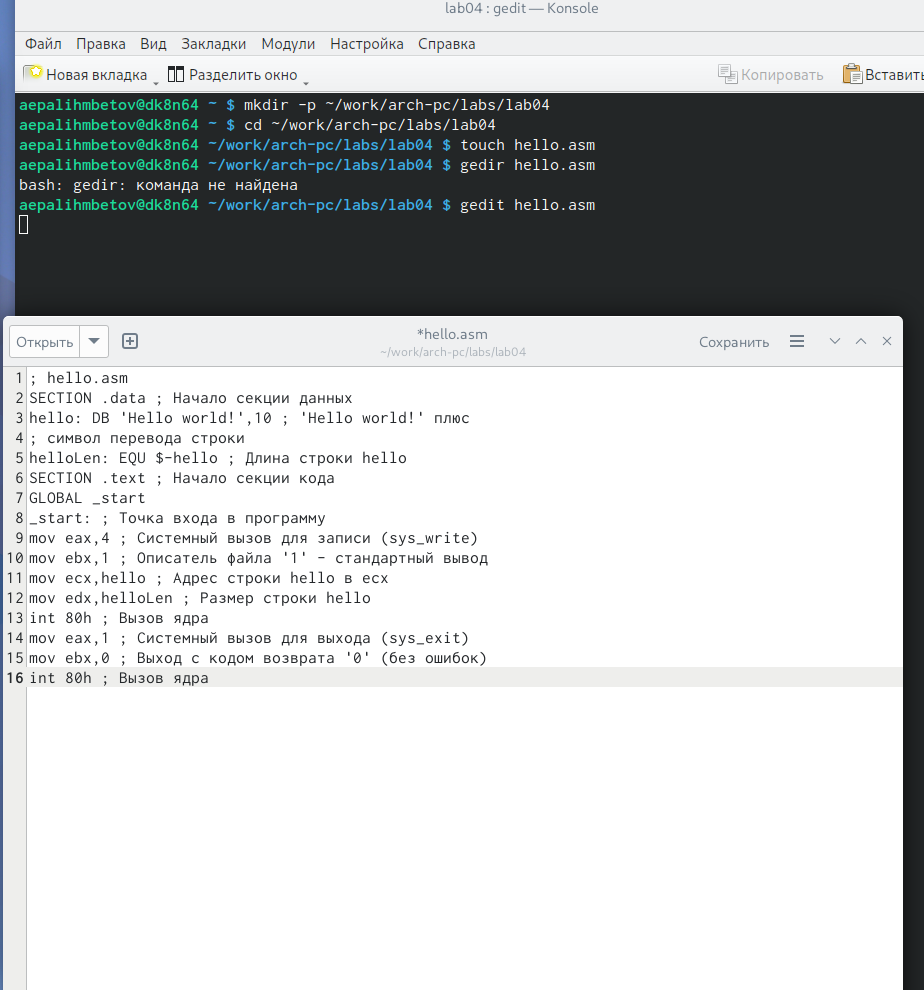 lab04 : gedit — Konsole
Файл Правка Вид Закладки Модули Настройка Справка
Новая вкладка Разделить окно Копировать Вставить
aepalihmbetov@dk8n64 ~ $ mkdir -p ~/work/arch-pc/labs/lab04
aepalihmbetov@dk8n64 ~ $ cd ~/work/arch-pc/labs/lab04
aepalihmbetov@dk8n64 ~/work/arch-pc/labs/lab04 $ touch hello.asm
aepalihmbetov@dk8n64 ~/work/arch-pc/labs/lab04 $ gedir hello.asm
bash: gedir: команда не найдена
aepalihmbetov@dk8n64 ~/work/arch-pc/labs/lab04 $ gedit hello.asm
*hello.asm
Открыть Сохранить
~/work/arch-pc/labs/lab04
1 ; hello.asm
2 SECTION .data ; Начало секции данных
3 hello: DB 'Hello world!',10 ; 'Hello world!' плюс
4 ; символ перевода строки
5 helloLen: EQU $-hello ; Длина строки hello
6 SECTION .text ; Начало секции кода
7 GLOBAL _start
8 _start: ; Точка входа в программу
9 mov eax,4 ; Системный вызов для записи (sys_write)
10 mov ebx,1 ; Описатель файла '1' - стандартный вывод
11 mov ecx,hello ; Адрес строки hello в ecx
12 mov edx,helloLen ; Размер строки hello
13 int 80h ; Вызов ядра
14 mov eax,1 ; Системный вызов для выхода (sys_exit)
15 mov ebx,0 ; Выход с кодом возврата '0' (без ошибок)
16 int 80h ; Вызов ядра